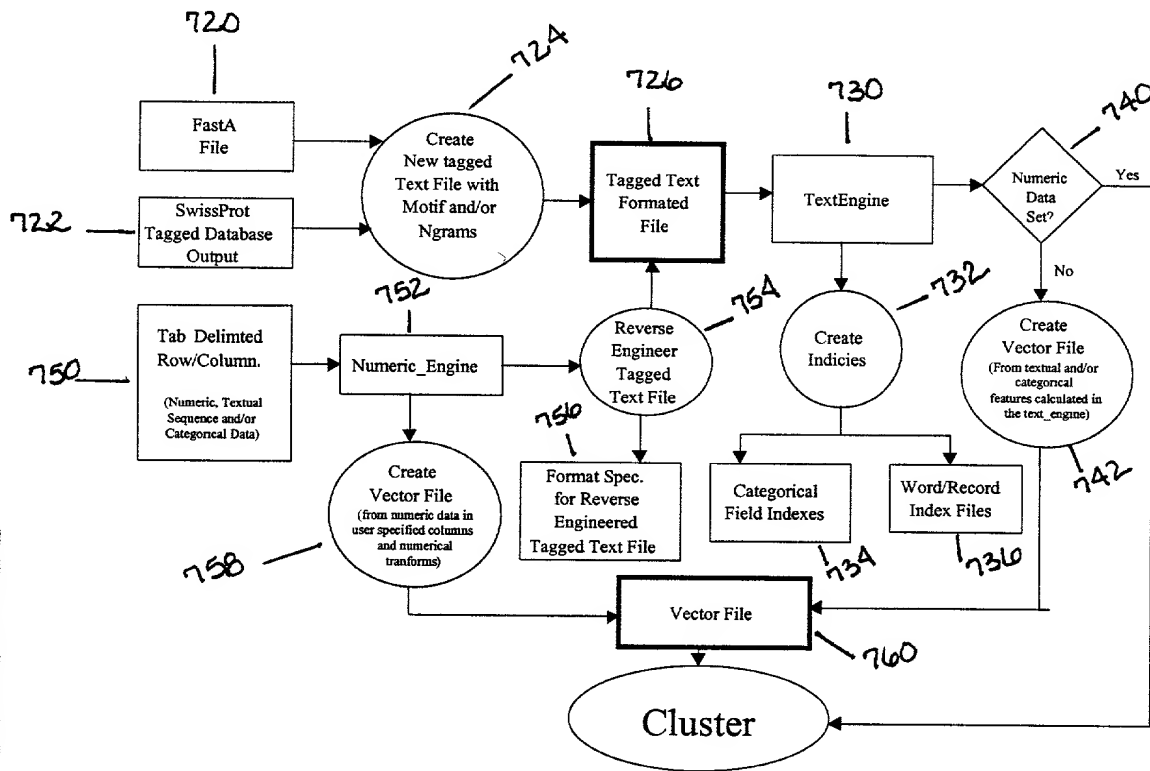 720
FastA
File
722
SwissProt
Tagged Database
Output
724
Create
New tagged
Text File with
Motif and/or
Ngrams
726
Tagged Text
Formated
File
730
TextEngine
740
Numeric
Data
Set?
Yes
No
732
Create
Indicies
Create
Vector File
(From textual and/or
categorical
features calculated in
the text_engine)
742
750
Tab Delimted
Row/Column.
(Numeric, Textual
Sequence and/or
Categorical Data)
752
Numeric_Engine
754
Reverse
Engineer
Tagged
Text File
756
Format Spec.
for Reverse
Engineered
Tagged Text File
Categorical
Field Indexes
734
Word/Record
Index Files
736
Create
Vector File
(from numeric data in
user specified columns
and numerical
tranforms)
758
Vector File
760
Cluster